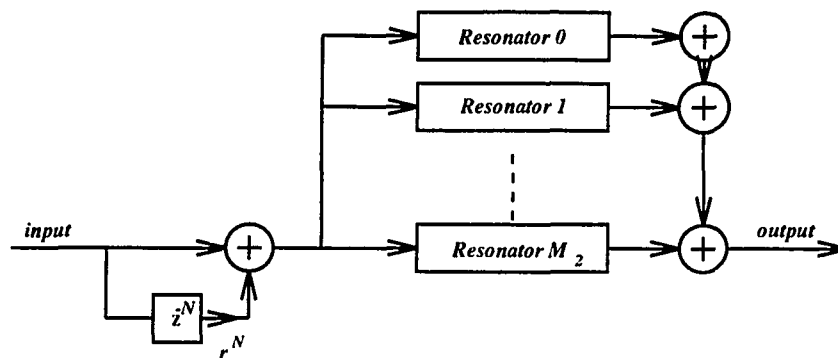 Resonator 0
+
Resonator 1
+
input
+
Resonator M 2
+
output
z^-N
r^N